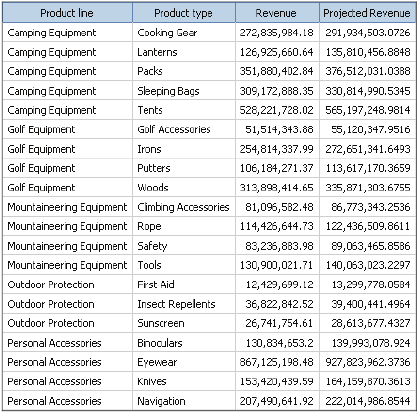 Product line Product type Revenue Projected Revenue
Camping Equipment Cooking Gear 272,835,984.18 291,934,503.0726
Camping Equipment Lanterns 126,925,660.64 135,810,456.8848
Camping Equipment Packs 351,880,402.84 376,512,031.0388
Camping Equipment Sleeping Bags 309,172,888.35 330,814,990.5345
Camping Equipment Tents 528,221,728.02 565,197,248.9814
Golf Equipment Golf Accessories 51,514,343.88 55,120,347.9516
Golf Equipment Irons 254,814,337.99 272,651,341.6493
Golf Equipment Putters 106,184,271.37 113,617,170.3659
Golf Equipment Woods 313,898,414.65 335,871,303.6755
Mountaineering Equipment Climbing Accessories 81,096,582.48 86,773,343.2536
Mountaineering Equipment Rope 114,426,644.73 122,436,509.8611
Mountaineering Equipment Safety 83,236,883.98 89,063,465.8586
Mountaineering Equipment Tools 130,900,021.71 140,063,023.2297
Outdoor Protection First Aid 12,429,699.12 13,299,778.0584
Outdoor Protection Insect Repellents 36,822,842.52 39,400,441.4964
Outdoor Protection Sunscreen 26,741,754.61 28,613,677.4327
Personal Accessories Binoculars 130,834,653.2 139,993,078.924
Personal Accessories Eyewear 867,125,198.48 927,823,962.3736
Personal Accessories Knives 153,420,439.59 164,159,870.3613
Personal Accessories Navigation 207,490,641.92 222,014,986.8544